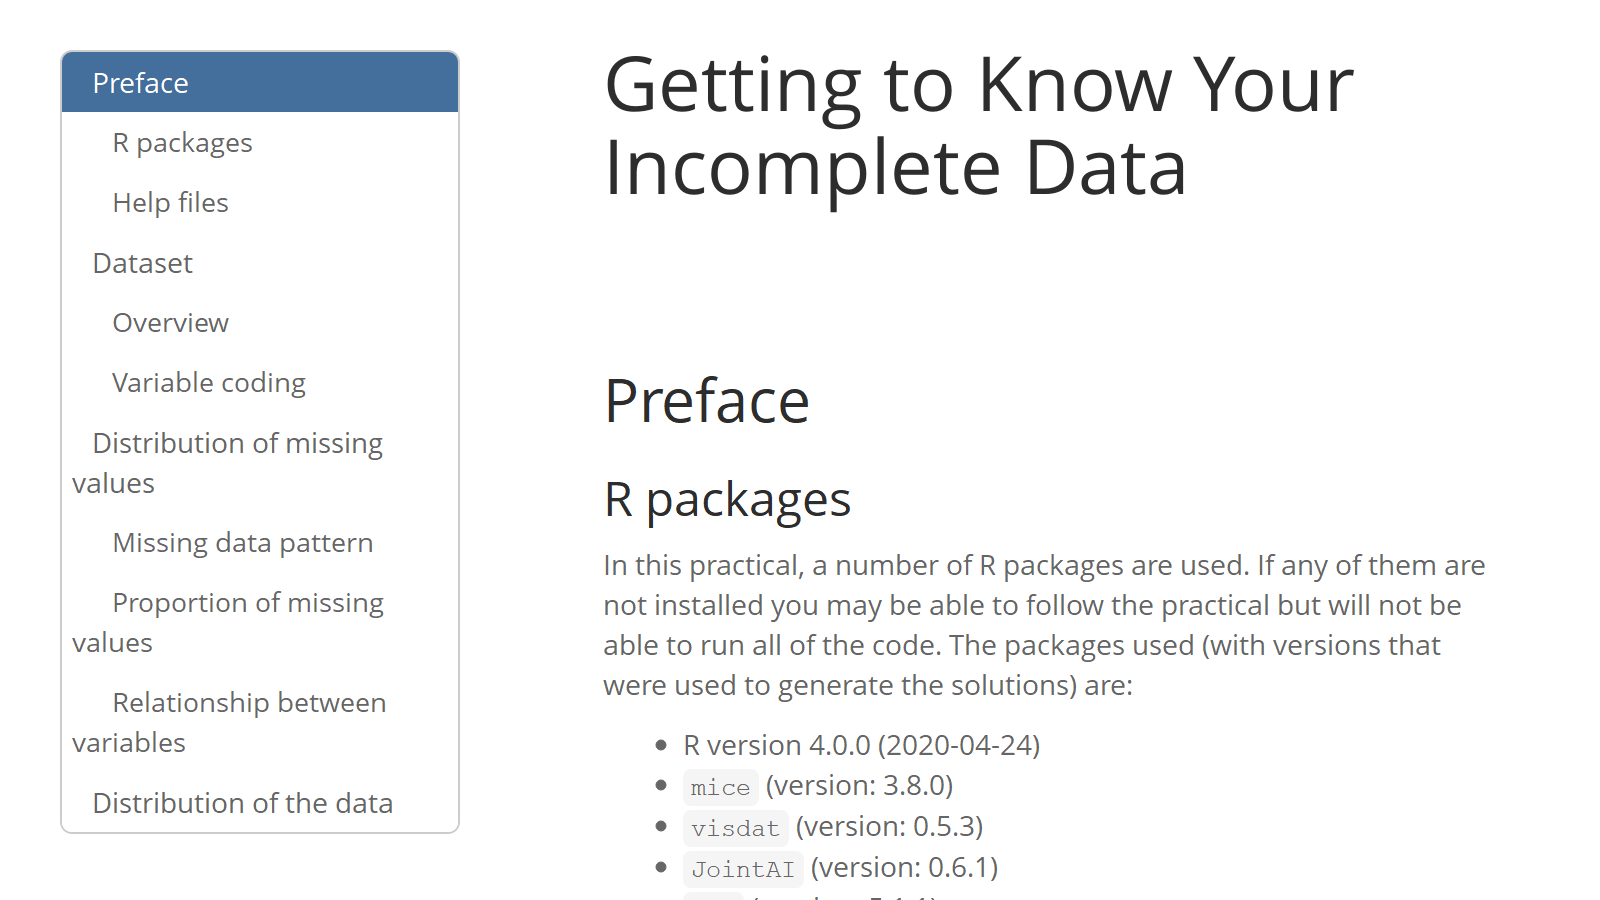 Preface
R packages
Help files
Dataset
Overview
Variable coding
Distribution of missing
values
Missing data pattern
Proportion of missing
values
Relationship between
variables
Distribution of the data
Getting to Know Your
Incomplete Data
Preface
R packages
In this practical, a number of R packages are used. If any of them are
not installed you may be able to follow the practical but will not be
able to run all of the code. The packages used (with versions that
were used to generate the solutions) are:
R version 4.0.0 (2020-04-24)
mice (version: 3.8.0)
visdat (version: 0.5.3)
JointAI (version: 0.6.1)